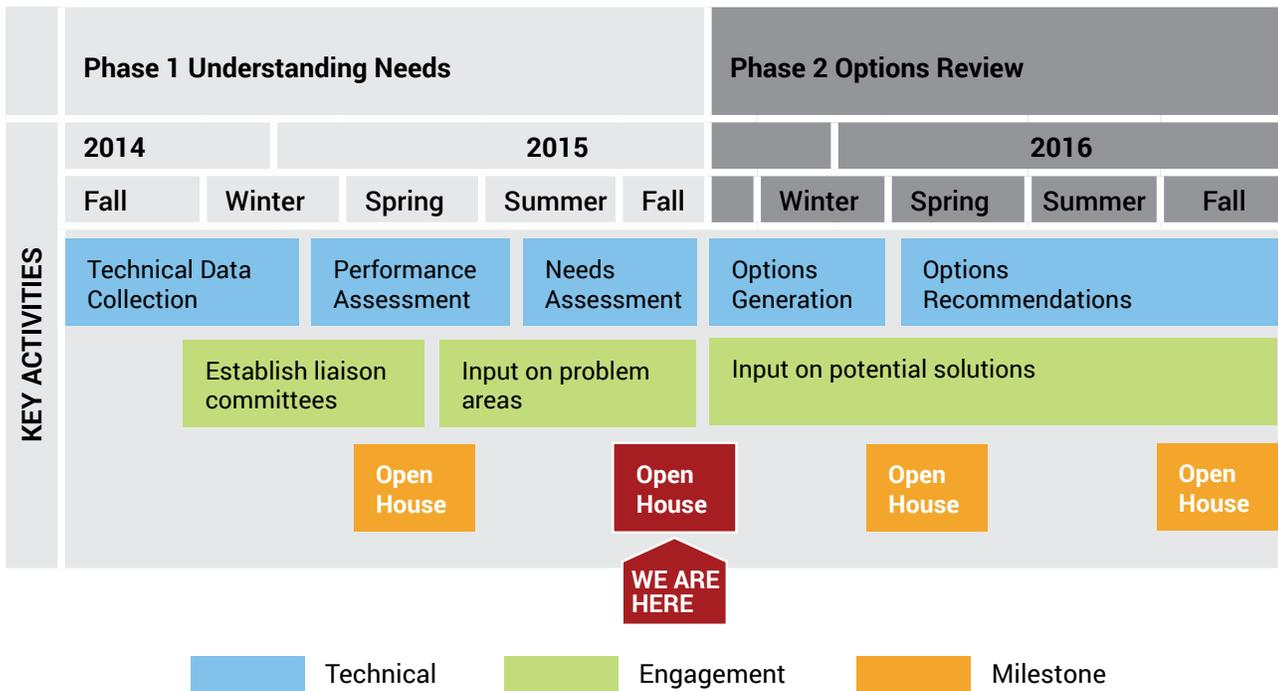 Phase 1 Understanding Needs
Phase 2 Options Review
2014
2015
2016
Fall
Winter
Spring
Summer
Fall
Winter
Spring
Summer
Fall
KEY ACTIVITIES
Technical Data
Collection
Performance
Assessment
Needs
Assessment
Options
Generation
Options
Recommendations
Establish liaison
committees
Input on problem
areas
Input on potential solutions
Open
House
Open
House
Open
House
Open
House
WE ARE
HERE
Technical
Engagement
Milestone